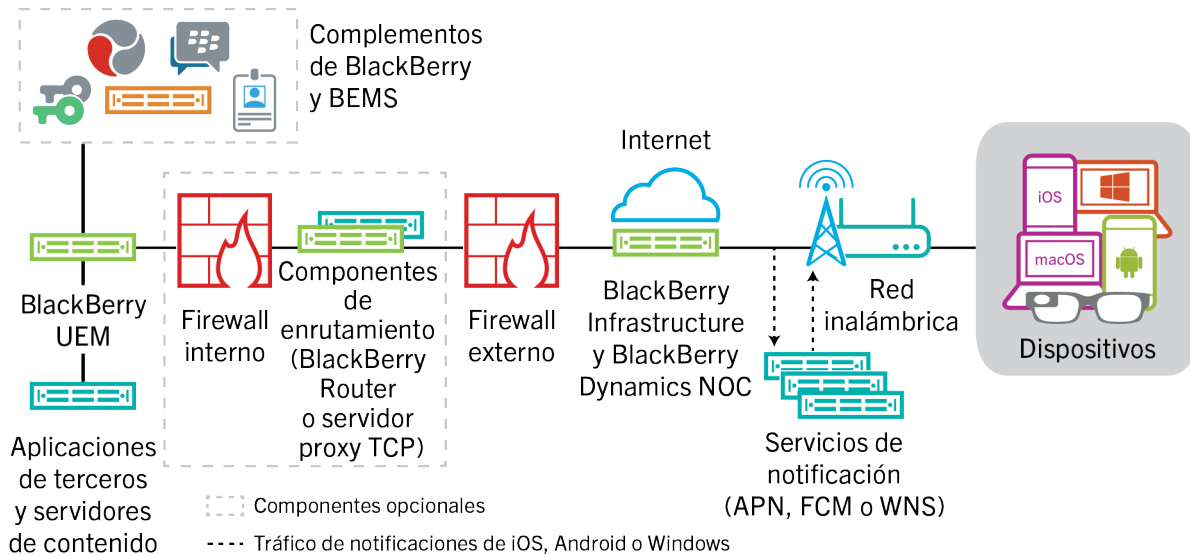 Complementos
de BlackBerry
y BEMS
Internet
iOS
macOS
Dispositivos
BlackBerry
UEM
Firewall
interno
Componentes
de
enrutamiento
(BlackBerry
Router
o servidor
proxy TCP)
Firewall
externo
BlackBerry
Infrastructure
y BlackBerry
Dynamics NOC
Red
inalámbrica
Servicios de
notificación
(APN, FCM o WNS)
Aplicaciones
de terceros
y servidores
de contenido
Componentes opcionales
Tráfico de notificaciones de iOS, Android o Windows